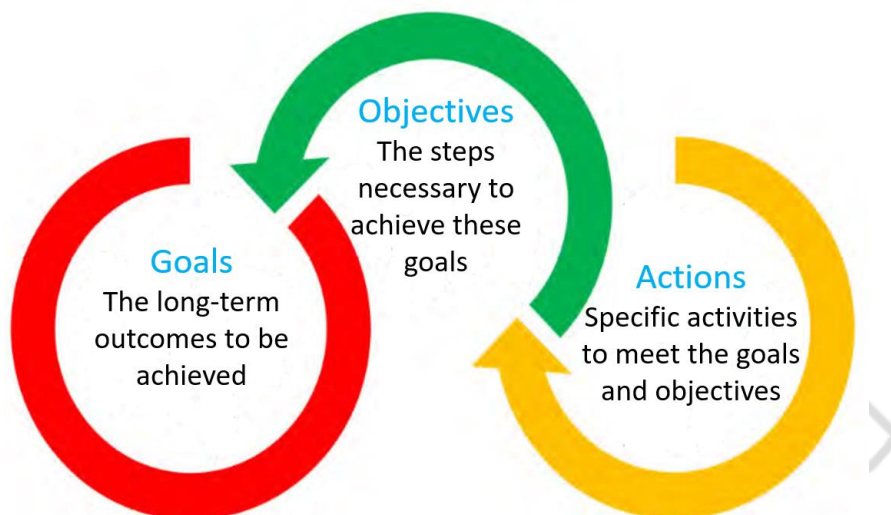 Goals
The long-term
outcomes to be
achieved
Objectives
The steps
necessary to
achieve these
goals
Actions
Specific activities
to meet the goals
and objectives